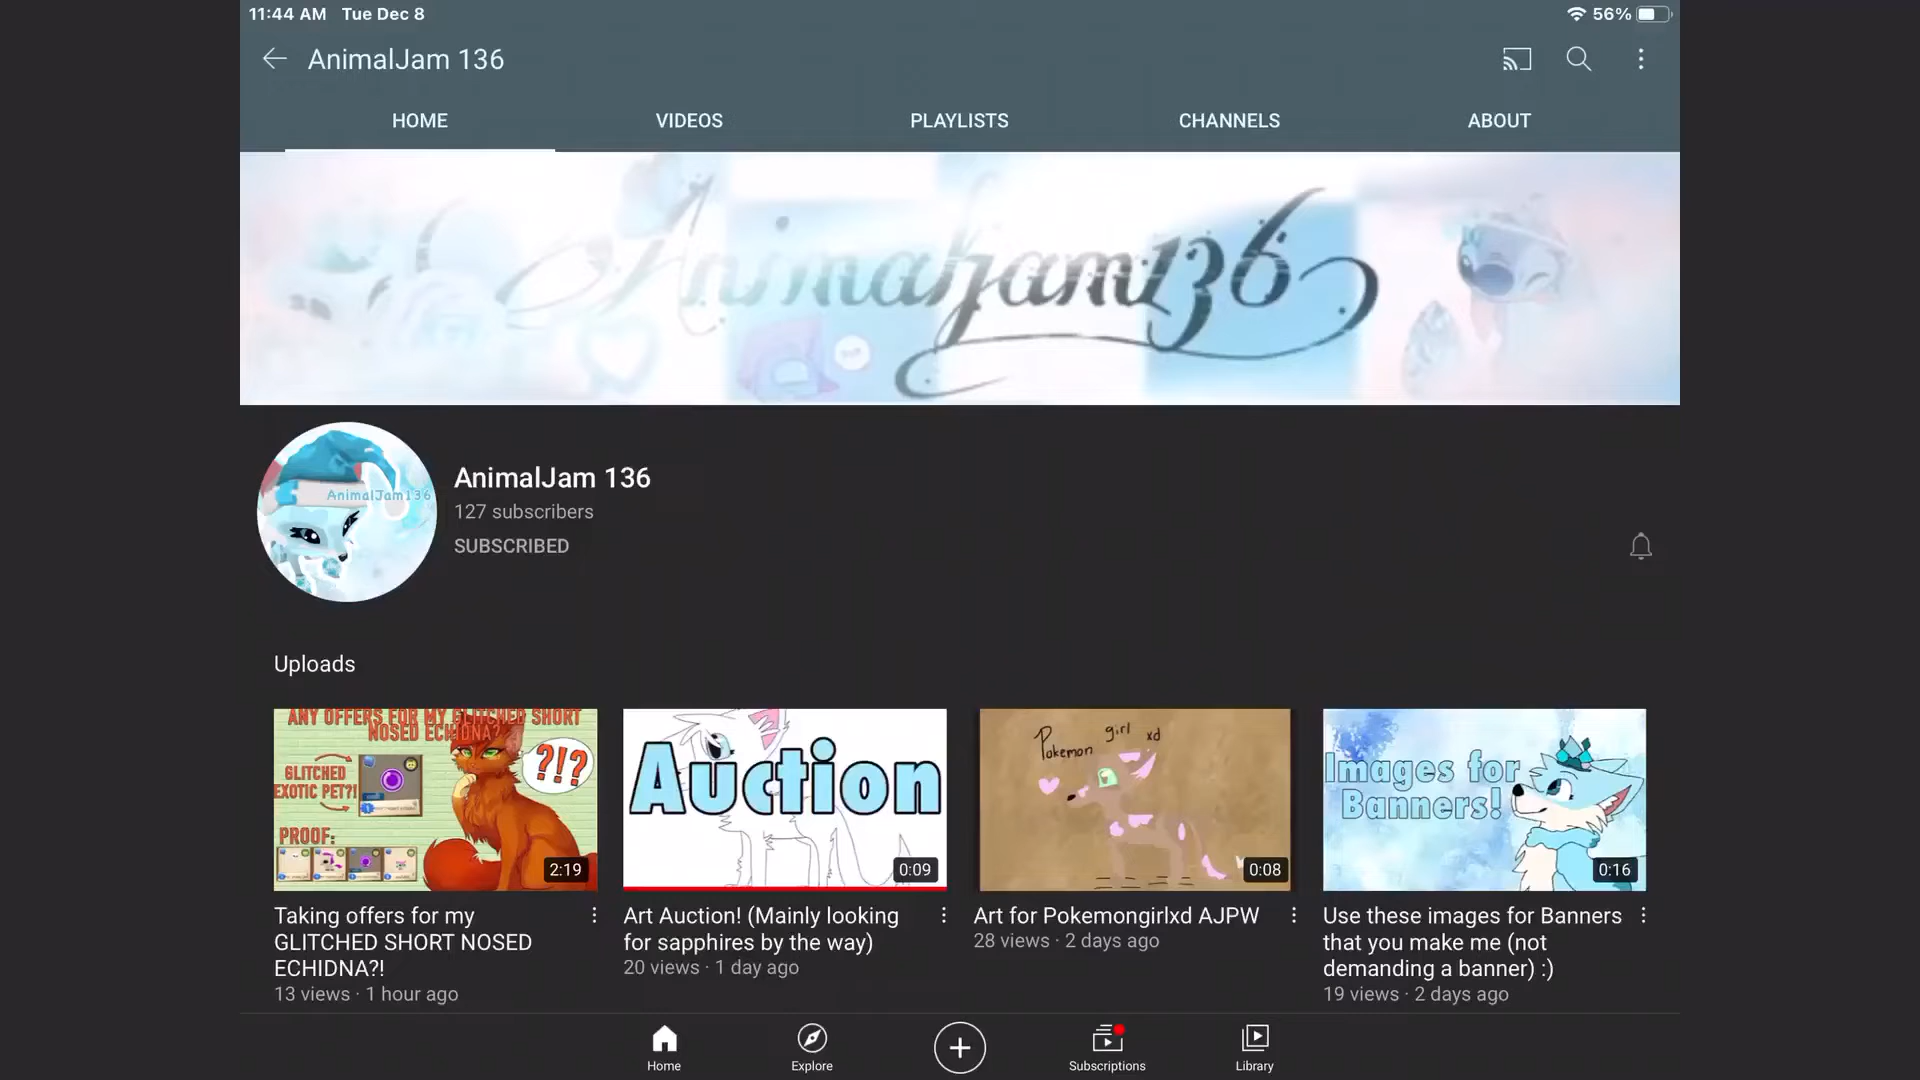 11:44 AM Tue Dec 8
56%
AnimalJam 136
HOME VIDEOS PLAYLISTS CHANNELS ABOUT
Animaljam136
AnimalJam136
AnimalJam 136
127 subscribers
SUBSCRIBED
Uploads
ANY OFFERS FOR MY GLITCHED SHORT
NOSED ECHIDNA?
GLITCHED
EXOTIC PET?!
?!?
PROOF:
2:19
Taking offers for my
GLITCHED SHORT NOSED
ECHIDNA?!
13 views · 1 hour ago
Auction
0:09
Art Auction! (Mainly looking
for sapphires by the way)
20 views · 1 day ago
Pokemon girl xd
0:08
Art for Pokemongirlxd AJPW
28 views · 2 days ago
Images for
Banners!
0:16
Use these images for Banners
that you make me (not
demanding a banner) :)
19 views · 2 days ago
Home Explore Subscriptions Library